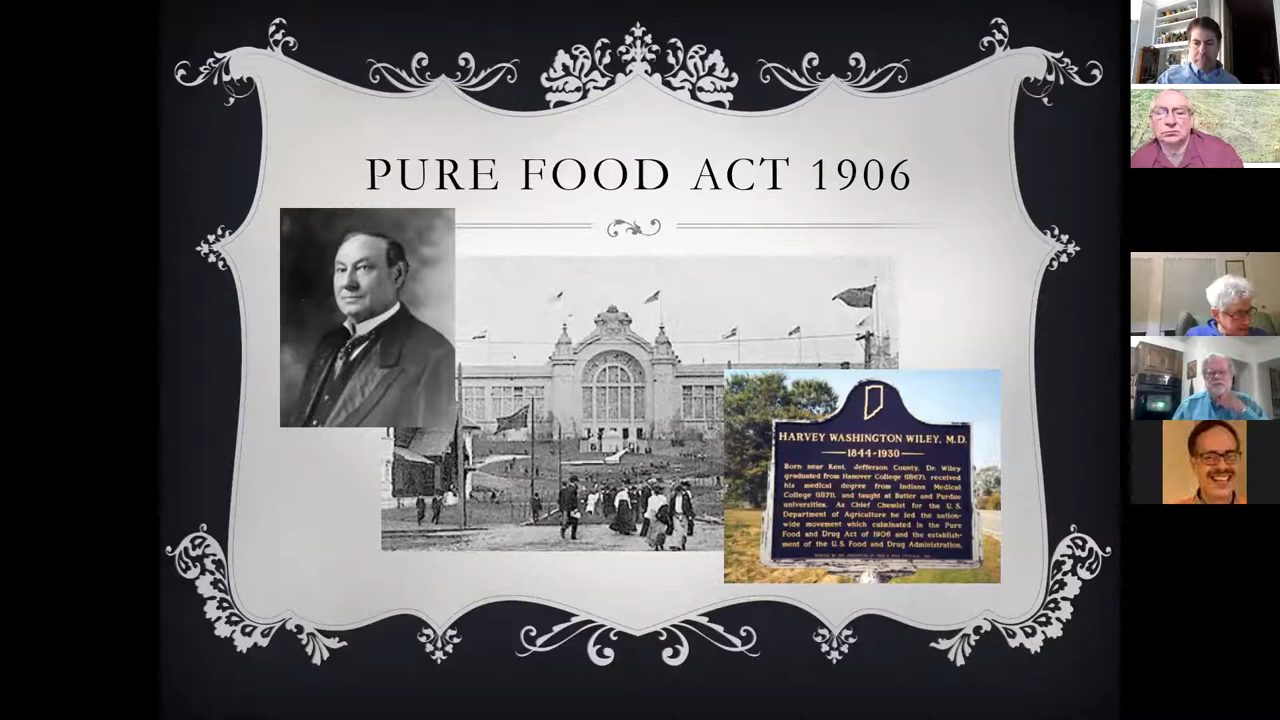 PURE FOOD ACT 1906
HARVEY WASHINGTON WILEY, M.D.
1844-1930
Born near Kent, Jefferson County, Dr. Wiley
graduated from Hanover College (1867), received
his medical degree from Indiana Medical
College (1871), and taught at Butler and Purdue
universities. As Chief Chemist for the U.S.
Department of Agriculture he led the nation-
wide movement which culminated in the Pure
Food and Drug Act of 1906 and the establish-
ment of the U.S. Food and Drug Administration.